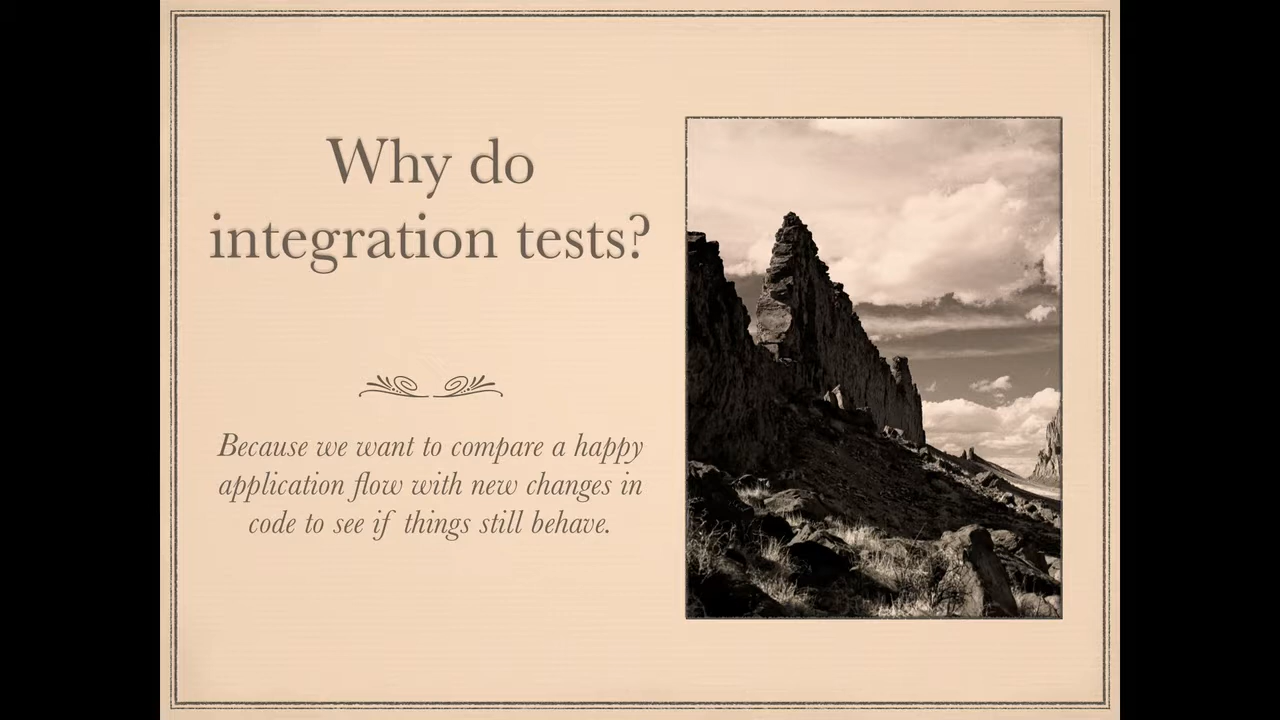 Why do
integration tests?
Because we want to compare a happy
application flow with new changes in
code to see if things still behave.